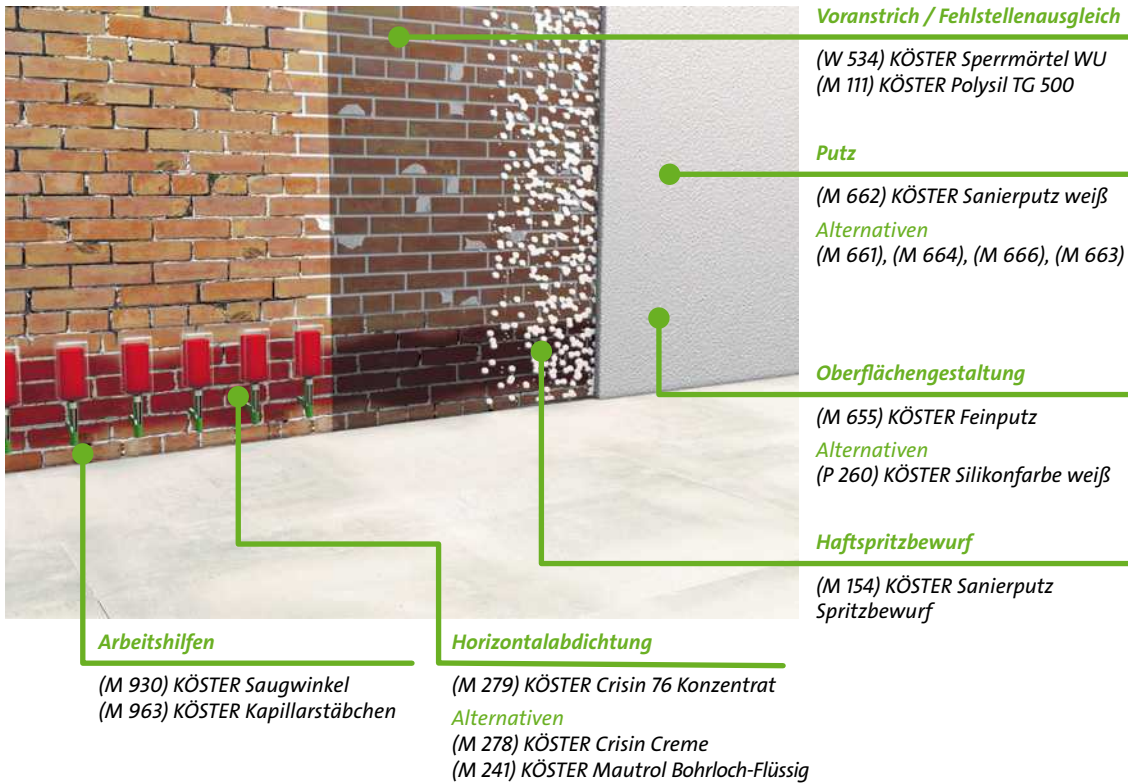 Voranstrich / Fehlstellenausgleich
(W 534) KÖSTER Sperrmörtel WU
(M 111) KÖSTER Polysil TG 500
Putz
(M 662) KÖSTER Sanierputz weiß
Alternativen
(M 661), (M 664), (M 666), (M 663)
Oberflächengestaltung
(M 655) KÖSTER Feinputz
Alternativen
(P 260) KÖSTER Silikonfarbe weiß
Haftspritzbewurf
(M 154) KÖSTER Sanierputz
Spritzbewurf
Arbeitshilfen
(M 930) KÖSTER Saugwinkel
(M 963) KÖSTER Kapillarstäbchen
Horizontalabdichtung
(M 279) KÖSTER Crisin 76 Konzentrat
Alternativen
(M 278) KÖSTER Crisin Creme
(M 241) KÖSTER Mautrol Bohrloch-Flüssig